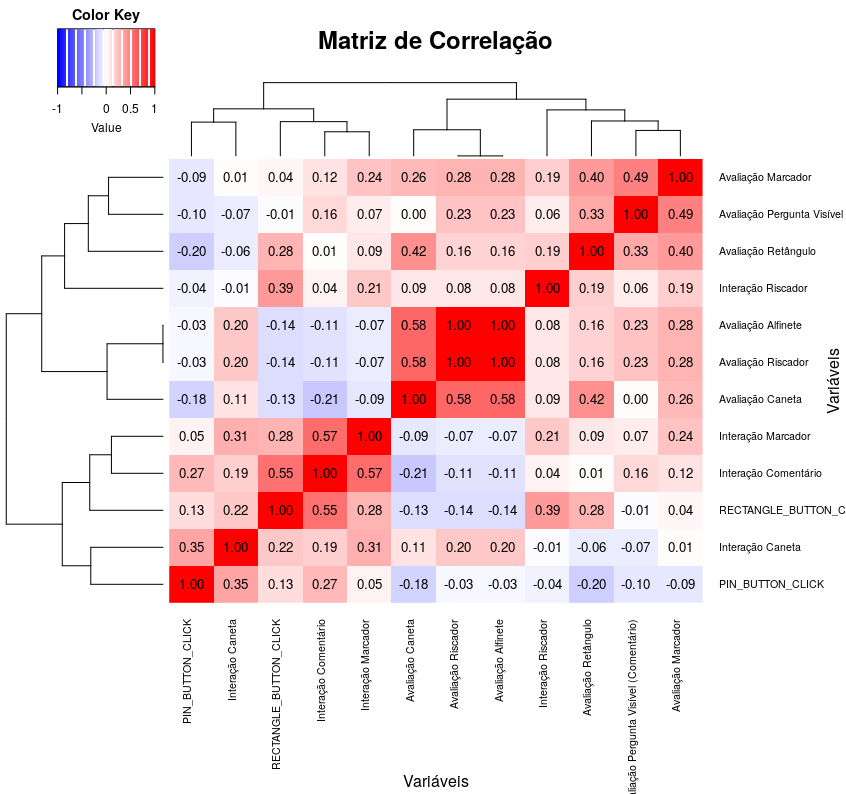 Color Key
-1 0 0.5 1
Value
Matriz de Correlação
-0.09 0.01 0.04 0.12 0.24 0.26 0.28 0.28 0.19 0.40 0.49 1.00 Avaliação Marcador
-0.10 -0.07 -0.01 0.16 0.07 0.00 0.23 0.23 0.06 0.33 1.00 0.49 Avaliação Pergunta Visível
-0.20 -0.06 0.28 0.01 0.09 0.42 0.16 0.16 0.19 1.00 0.33 0.40 Avaliação Retângulo
-0.04 -0.01 0.39 0.04 0.21 0.09 0.08 0.08 1.00 0.19 0.06 0.19 Interação Riscador
-0.03 0.20 -0.14 -0.11 -0.07 0.58 1.00 1.00 0.08 0.16 0.23 0.28 Avaliação Alfinete
-0.03 0.20 -0.14 -0.11 -0.07 0.58 1.00 1.00 0.08 0.16 0.23 0.28 Avaliação Riscador
-0.18 0.11 -0.13 -0.21 -0.09 1.00 0.58 0.58 0.09 0.42 0.00 0.26 Avaliação Caneta
0.05 0.31 0.28 0.57 1.00 -0.09 -0.07 -0.07 0.21 0.09 0.07 0.24 Interação Marcador
0.27 0.19 0.55 1.00 0.57 -0.21 -0.11 -0.11 0.04 0.01 0.16 0.12 Interação Comentário
0.13 0.22 1.00 0.55 0.28 -0.13 -0.14 -0.14 0.39 0.28 -0.01 0.04 RECTANGLE_BUTTON_C
0.35 1.00 0.22 0.19 0.31 0.11 0.20 0.20 -0.01 -0.06 -0.07 0.01 Interação Caneta
1.00 0.35 0.13 0.27 0.05 -0.18 -0.03 -0.03 -0.04 -0.20 -0.10 -0.09 PIN_BUTTON_CLICK
Variáveis
PIN_BUTTON_CLICK
Interação Caneta
RECTANGLE_BUTTON_CLICK
Interação Comentário
Interação Marcador
Avaliação Caneta
Avaliação Riscador
Avaliação Alfinete
Interação Riscador
Avaliação Retângulo
aliação Pergunta Visível (Comentário)
Avaliação Marcador
Variáveis